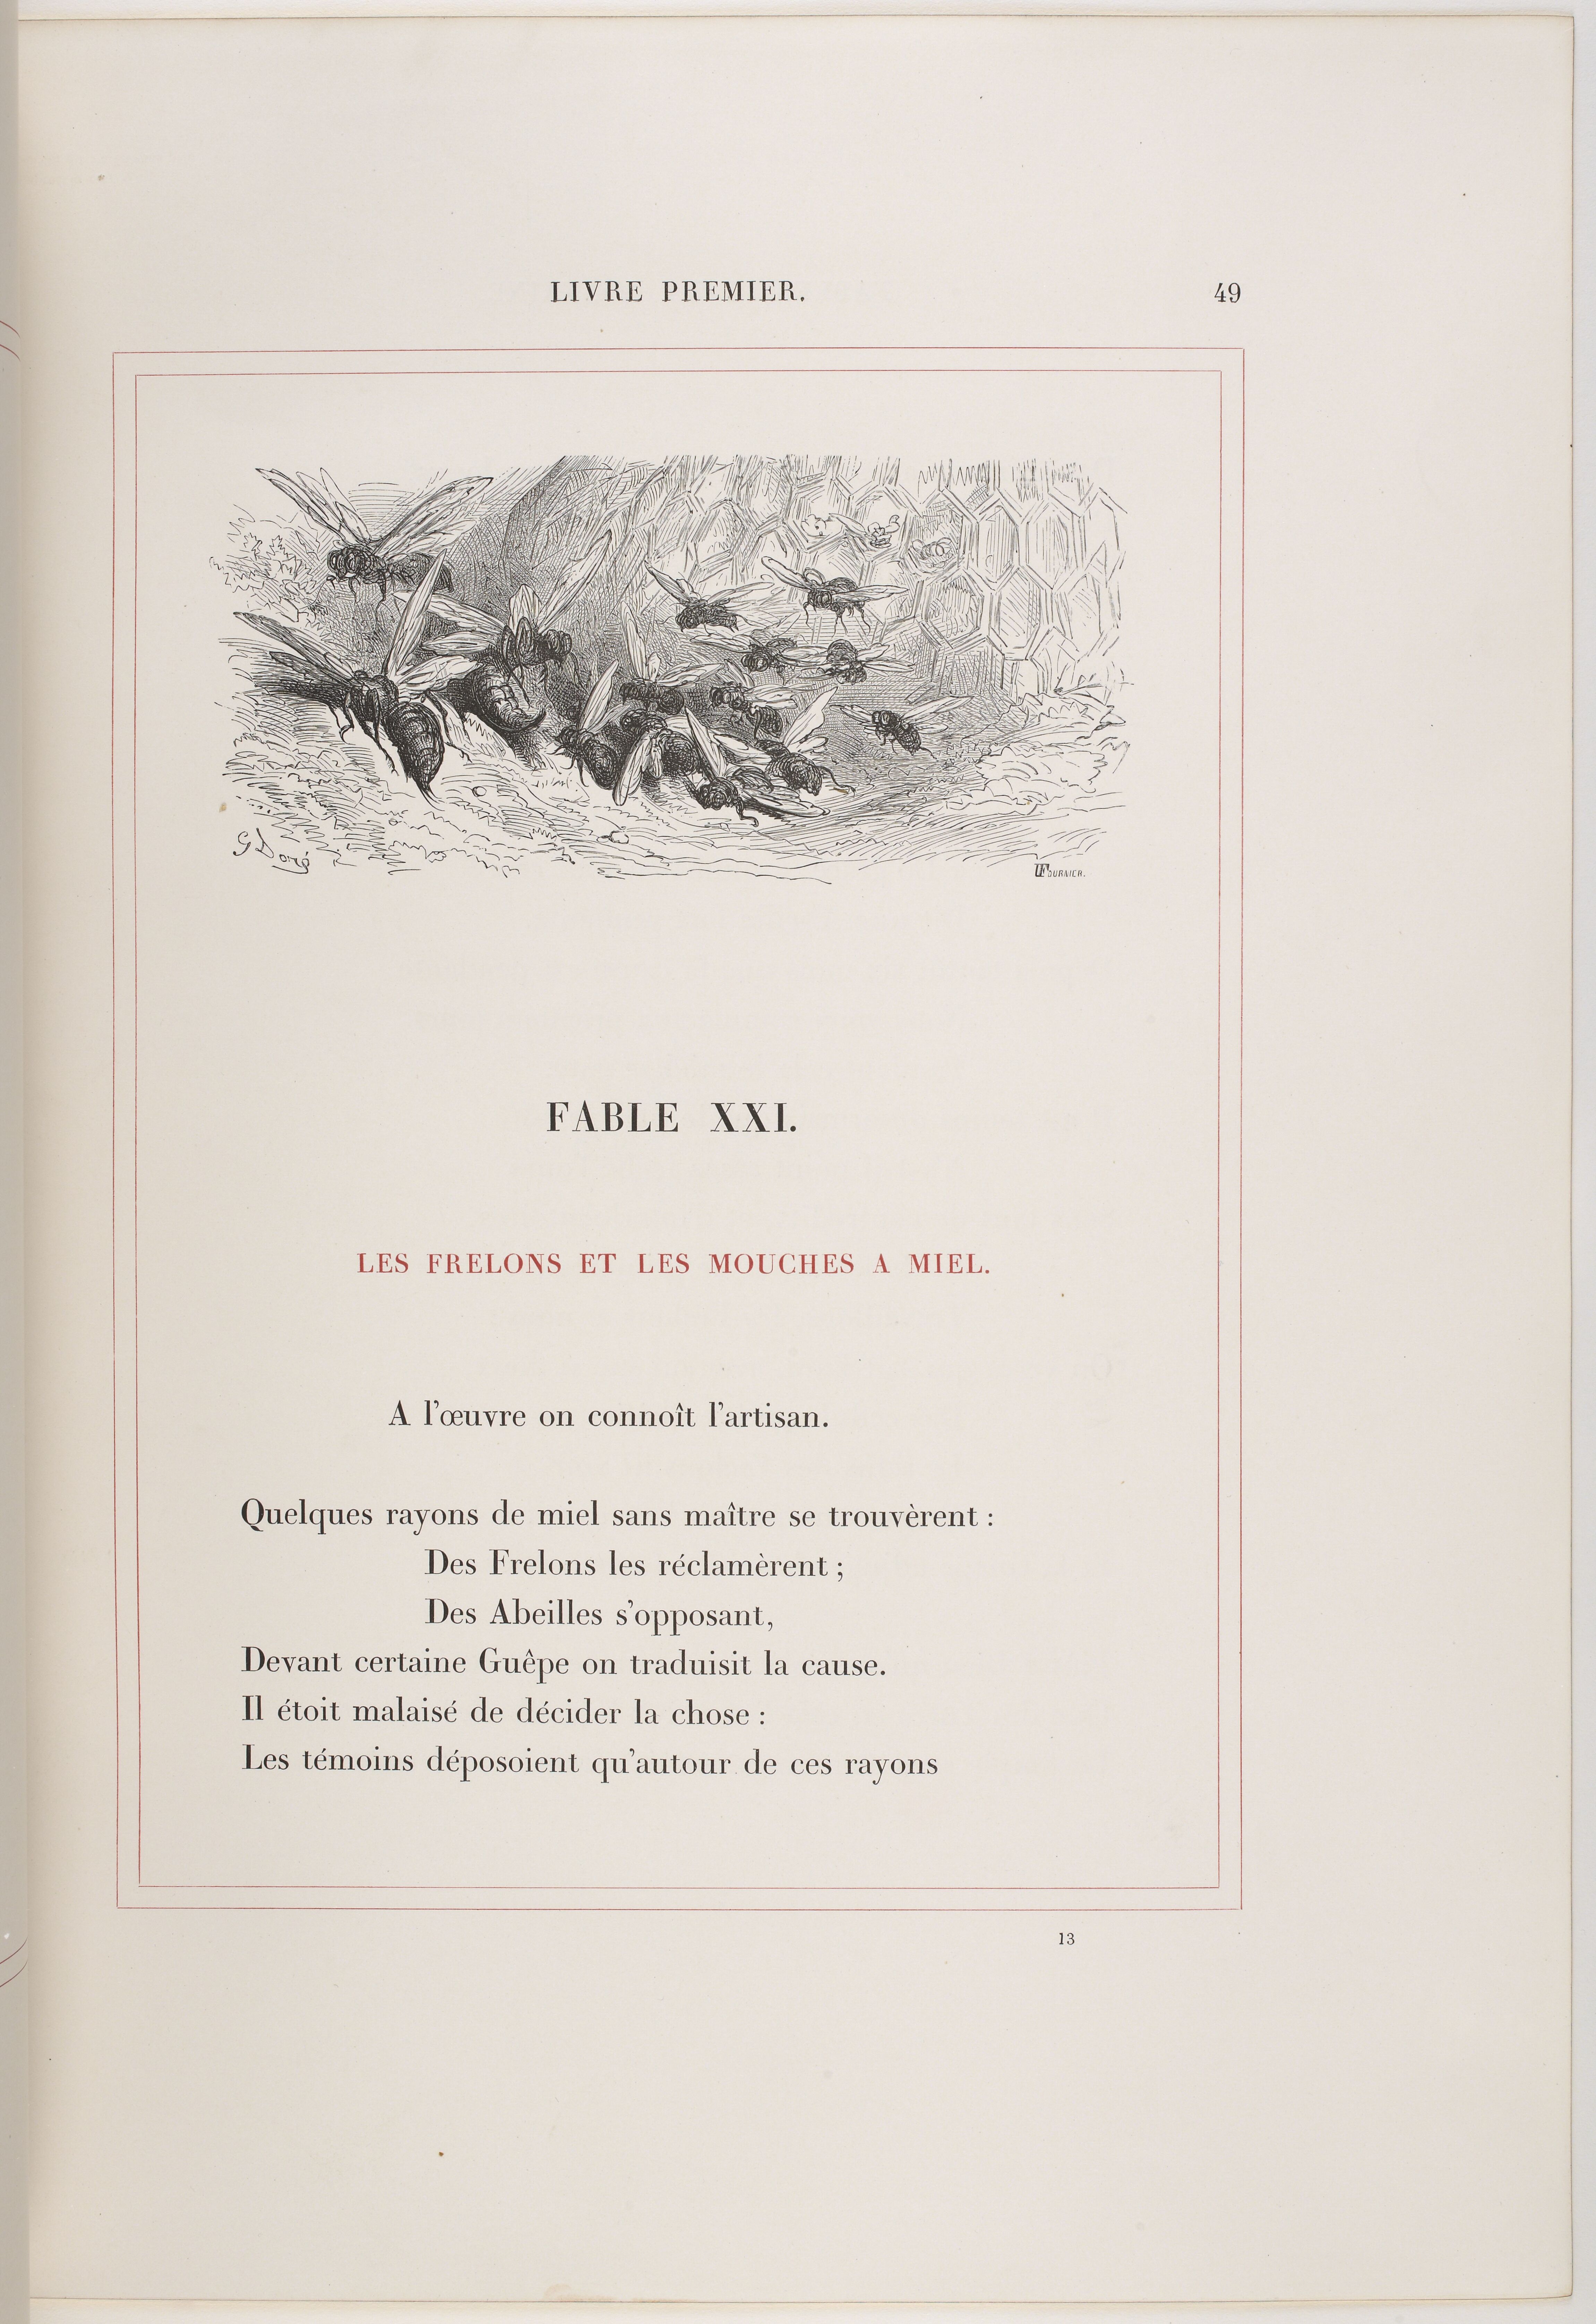 LIVRE PREMIER.
49
G Doré
FOURNIER.
FABLE XXI.
LES FRELONS ET LES MOUCHES A MIEL.
A l'œuvre on connoît l'artisan.
Quelques rayons de miel sans maître se trouvèrent :
Des Frelons les réclamèrent ;
Des Abeilles s'opposant,
Devant certaine Guêpe on traduisit la cause.
Il étoit malaisé de décider la chose :
Les témoins déposoient qu'autour de ces rayons
13